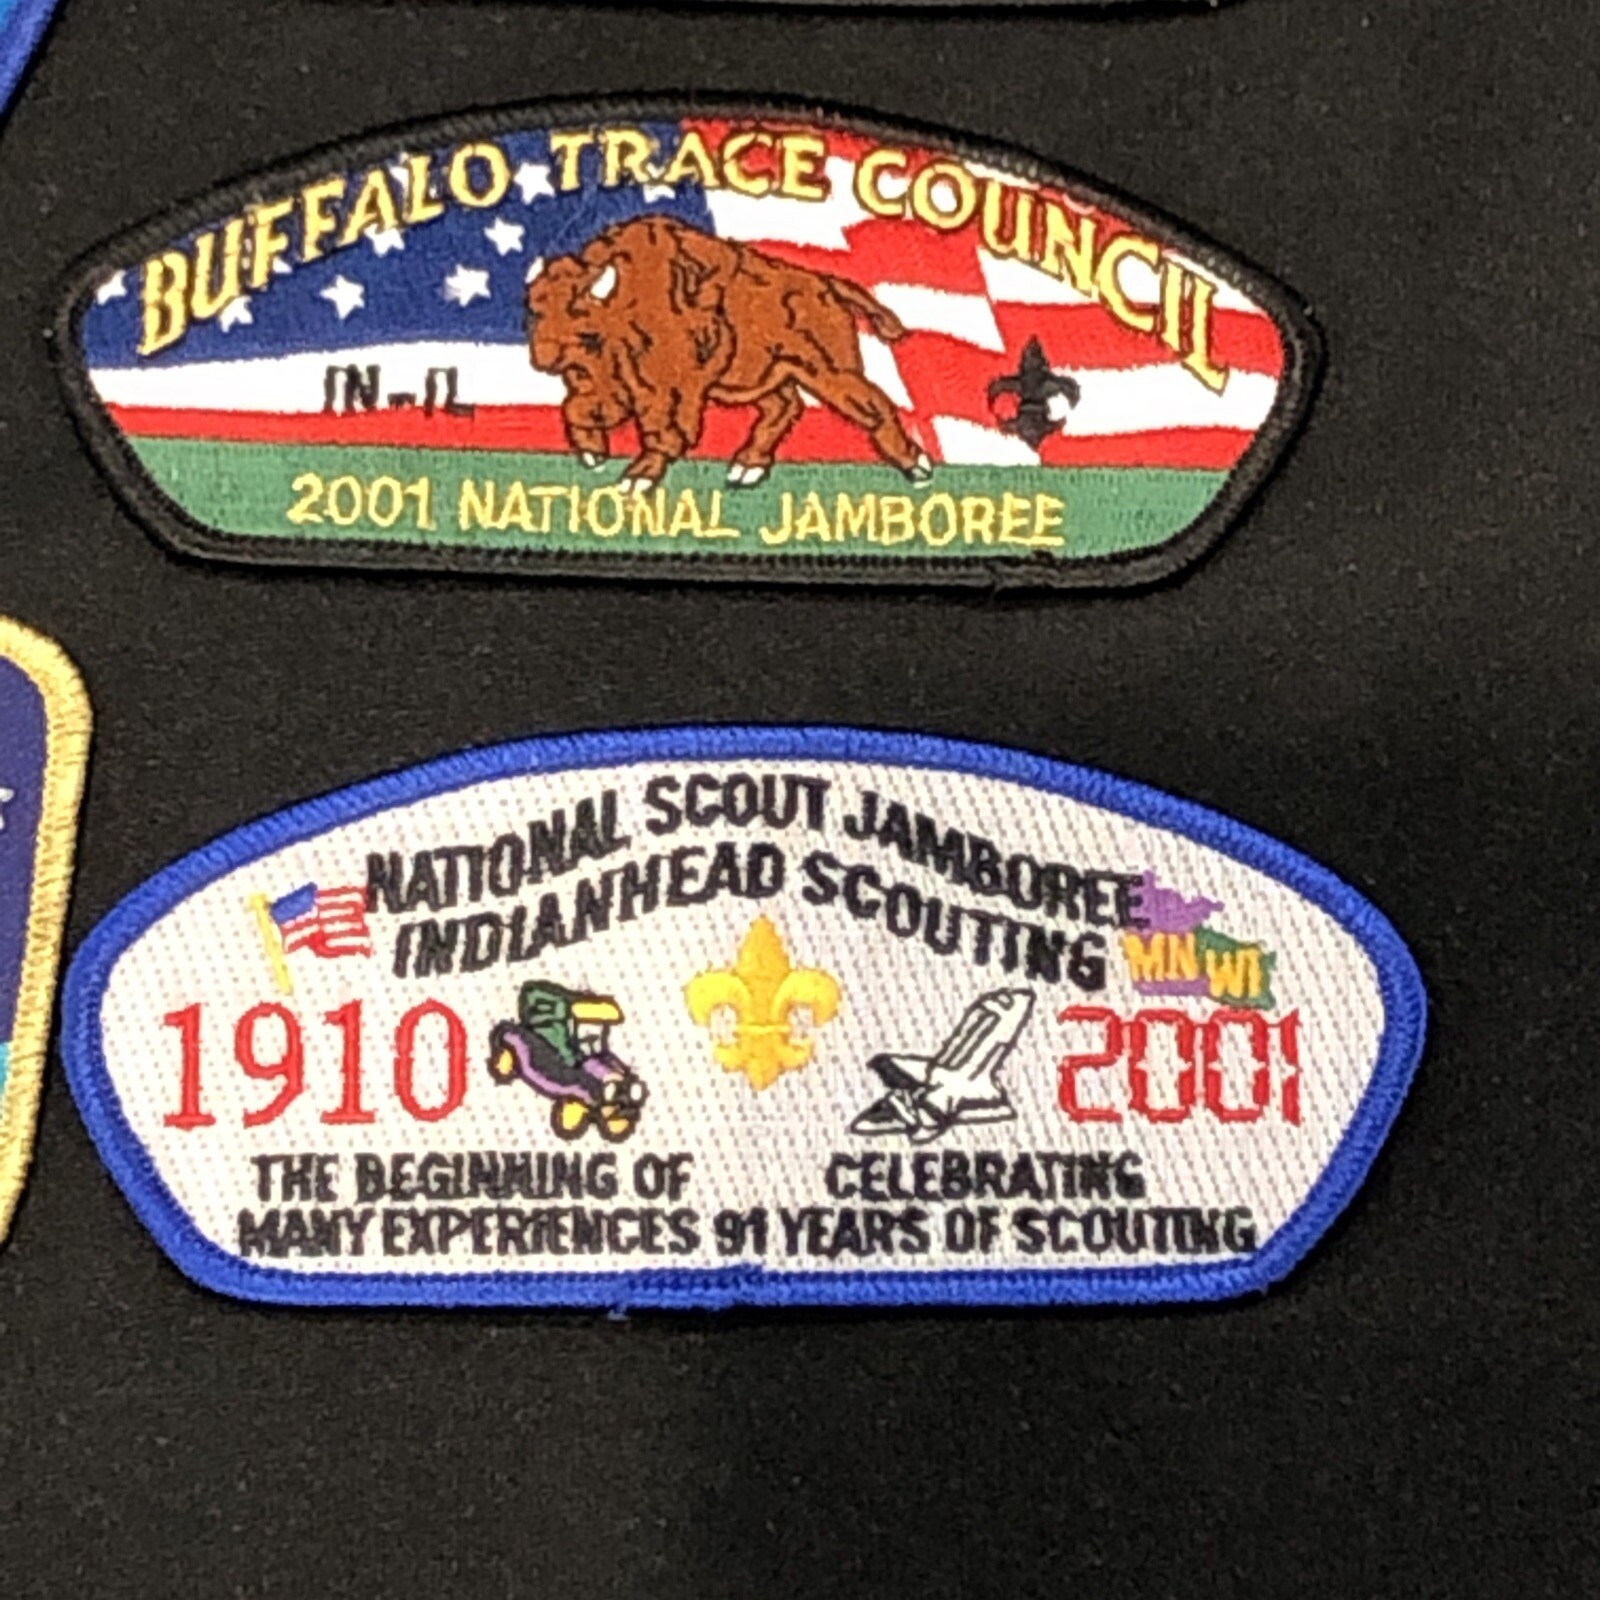 BUFFALO TRACE COUNCIL
IN-IL
2001 NATIONAL JAMBOREE
NATIONAL SCOUT JAMBOREE
INDIANHEAD SCOUTING
MN WI
1910 2001
THE BEGINNING OF CELEBRATING
MANY EXPERIENCES 91 YEARS OF SCOUTING